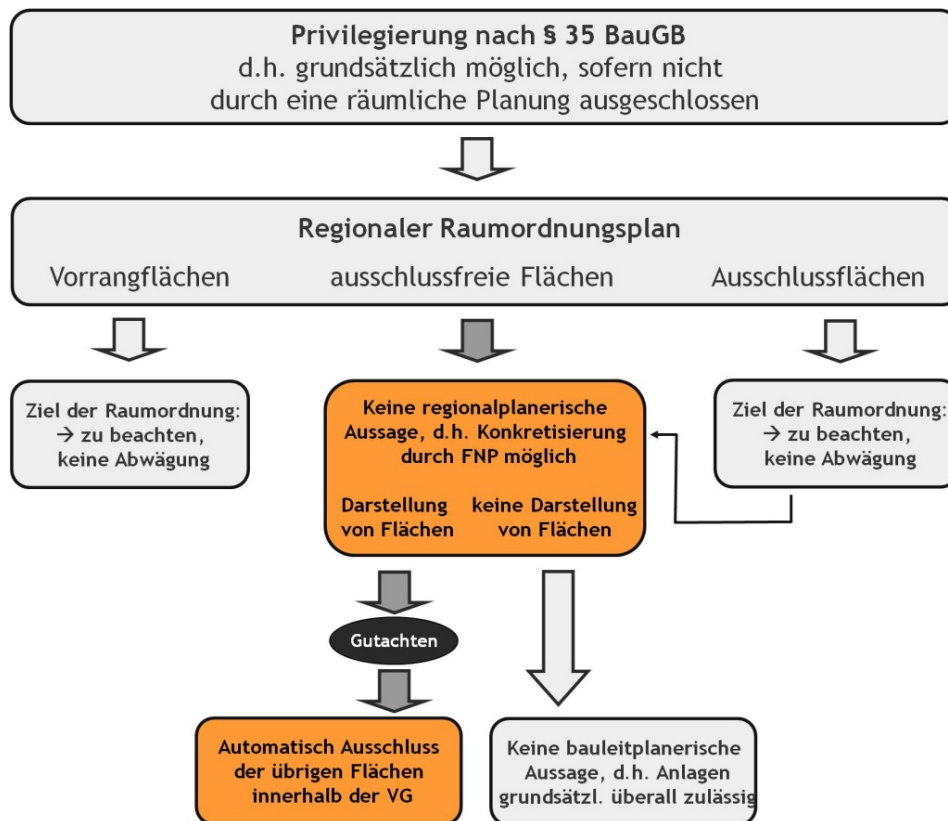 Privilegierung nach § 35 BauGB
d.h. grundsätzlich möglich, sofern nicht
durch eine räumliche Planung ausgeschlossen
Regionaler Raumordnungsplan
Vorrangflächen ausschlussfreie Flächen Ausschlussflächen
Ziel der Raumordnung:
→ zu beachten,
keine Abwägung
Keine regionalplanerische
Aussage, d.h. Konkretisierung
durch FNP möglich
Darstellung
von Flächen
keine Darstellung
von Flächen
Ziel der Raumordnung:
→ zu beachten,
keine Abwägung
Gutachten
Automatisch Ausschluss
der übrigen Flächen
innerhalb der VG
Keine bauleitplanerische
Aussage, d.h. Anlagen
grundsätzl. überall zulässig